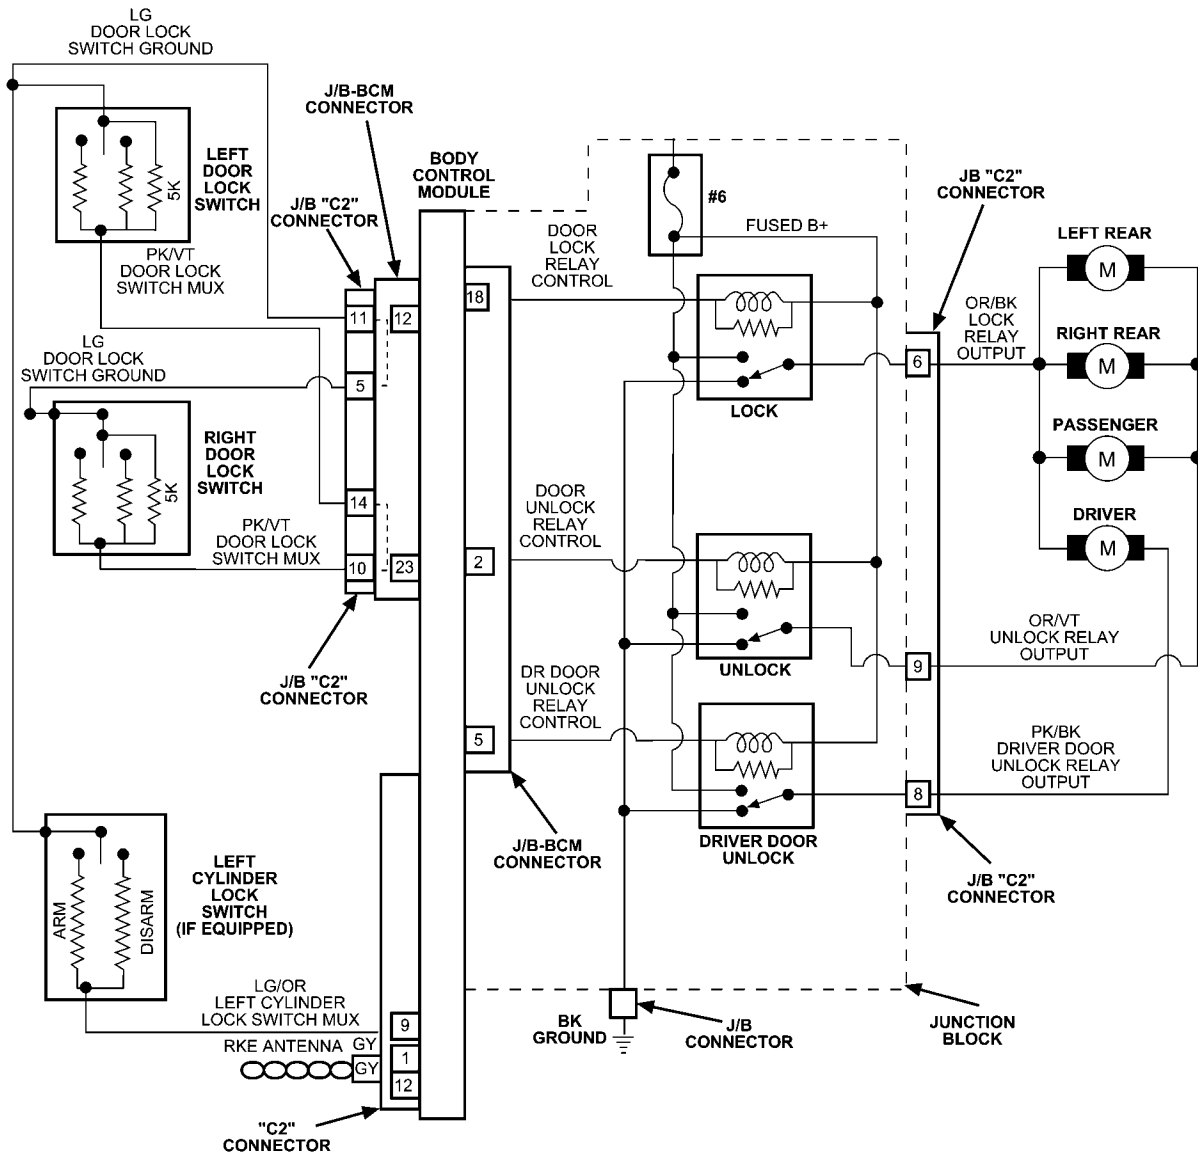 LG
DOOR LOCK
SWITCH GROUND
J/B-BCM
CONNECTOR
LEFT
DOOR
LOCK
SWITCH
5K
BODY
CONTROL
MODULE
J/B "C2"
CONNECTOR
PK/VT
DOOR LOCK
SWITCH MUX
#6
FUSED B+
DOOR
LOCK
RELAY
CONTROL
JB "C2"
CONNECTOR
LEFT REAR
M
OR/BK
LOCK
RELAY
OUTPUT
RIGHT REAR
M
PASSENGER
M
DRIVER
M
18
11
12
6
LOCK
LG
DOOR LOCK
SWITCH GROUND
5
RIGHT
DOOR
LOCK
SWITCH
5K
PK/VT
DOOR LOCK
SWITCH MUX
14
10
23
2
DOOR
UNLOCK
RELAY
CONTROL
UNLOCK
OR/VT
UNLOCK RELAY
OUTPUT
9
J/B "C2"
CONNECTOR
DR DOOR
UNLOCK
RELAY
CONTROL
5
PK/BK
DRIVER DOOR
UNLOCK RELAY
OUTPUT
8
DRIVER DOOR
UNLOCK
J/B-BCM
CONNECTOR
J/B "C2"
CONNECTOR
LEFT
CYLINDER
LOCK
SWITCH
(IF EQUIPPED)
ARM
DISARM
LG/OR
LEFT CYLINDER
LOCK SWITCH MUX
9
RKE ANTENNA
GY
GY
1
12
BK
GROUND
J/B
CONNECTOR
JUNCTION
BLOCK
"C2"
CONNECTOR